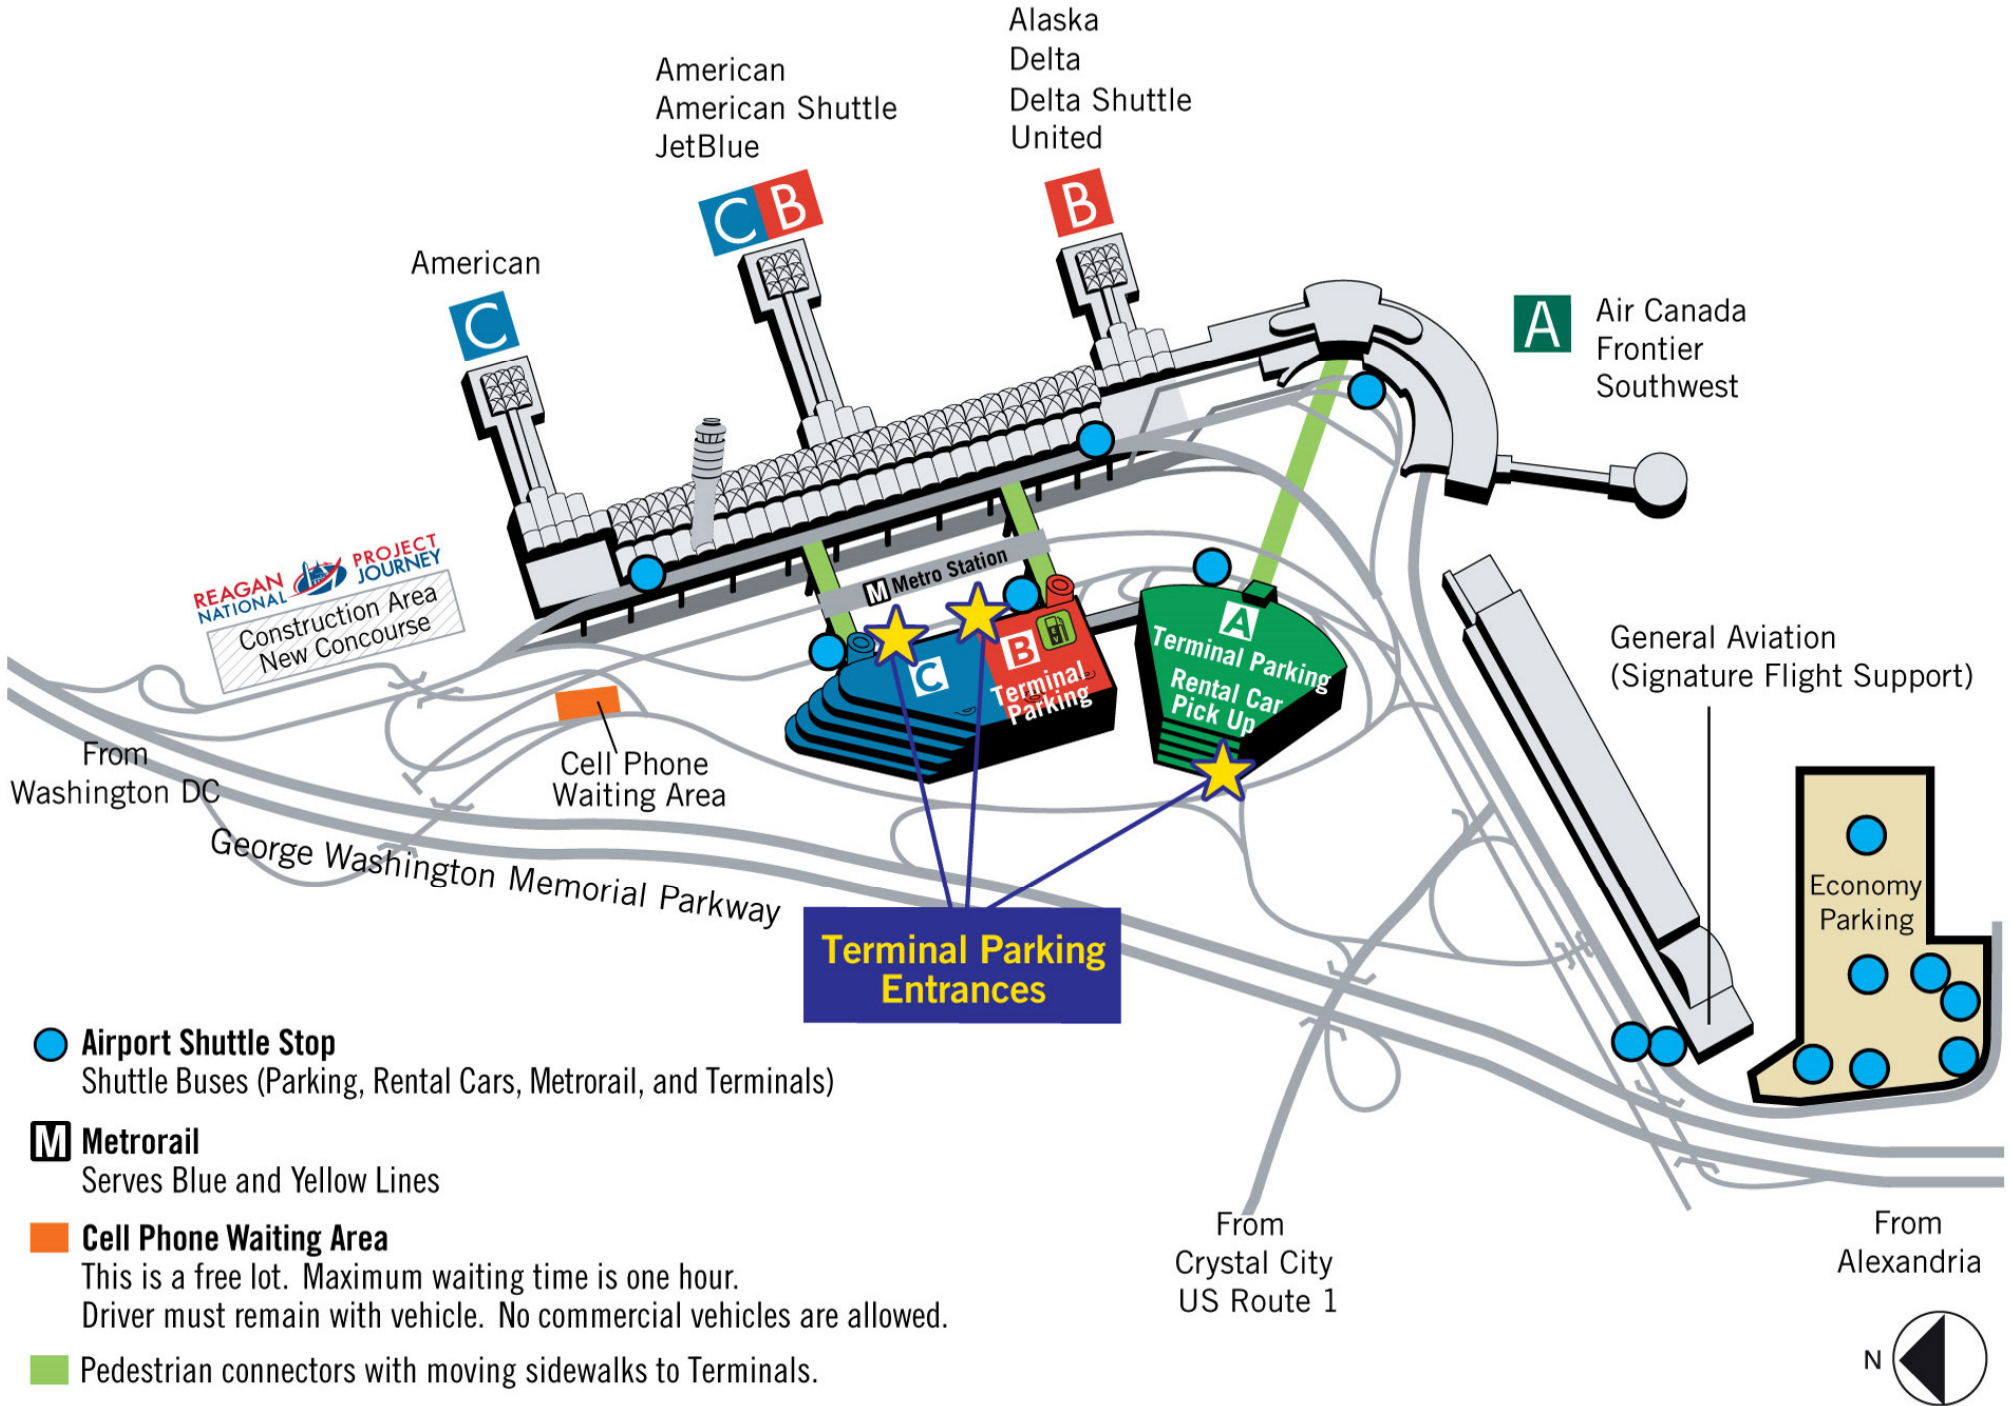 Alaska
Delta
Delta Shuttle
United
American
American Shuttle
JetBlue
C B
B
American
C
A
Air Canada
Frontier
Southwest
REAGAN
NATIONAL
PROJECT
JOURNEY
Construction Area
New Concourse
M Metro Station
EV
C
B
Terminal
Parking
A
Terminal Parking
Rental Car
Pick Up
General Aviation
(Signature Flight Support)
From
Washington DC
Cell Phone
Waiting Area
George Washington Memorial Parkway
Economy
Parking
Terminal Parking
Entrances
Airport Shuttle Stop
Shuttle Buses (Parking, Rental Cars, Metrorail, and Terminals)
M Metrorail
Serves Blue and Yellow Lines
Cell Phone Waiting Area
This is a free lot. Maximum waiting time is one hour.
Driver must remain with vehicle. No commercial vehicles are allowed.
Pedestrian connectors with moving sidewalks to Terminals.
From
Crystal City
US Route 1
From
Alexandria
N